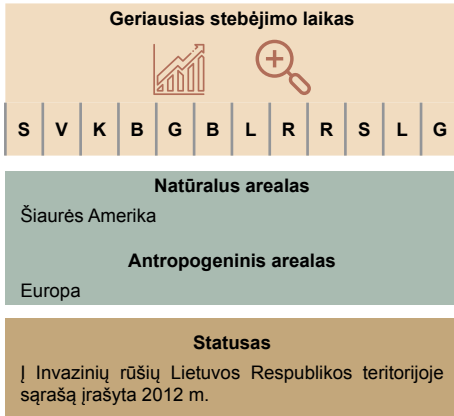 Geriausias stebėjimo laikas
S V K B G B L R R S L G
Natūralus arealas
Šiaurės Amerika
Antropogeninis arealas
Europa
Statusas
Į Invazinių rūšių Lietuvos Respublikos teritorijoje
sąrašą įrašyta 2012 m.